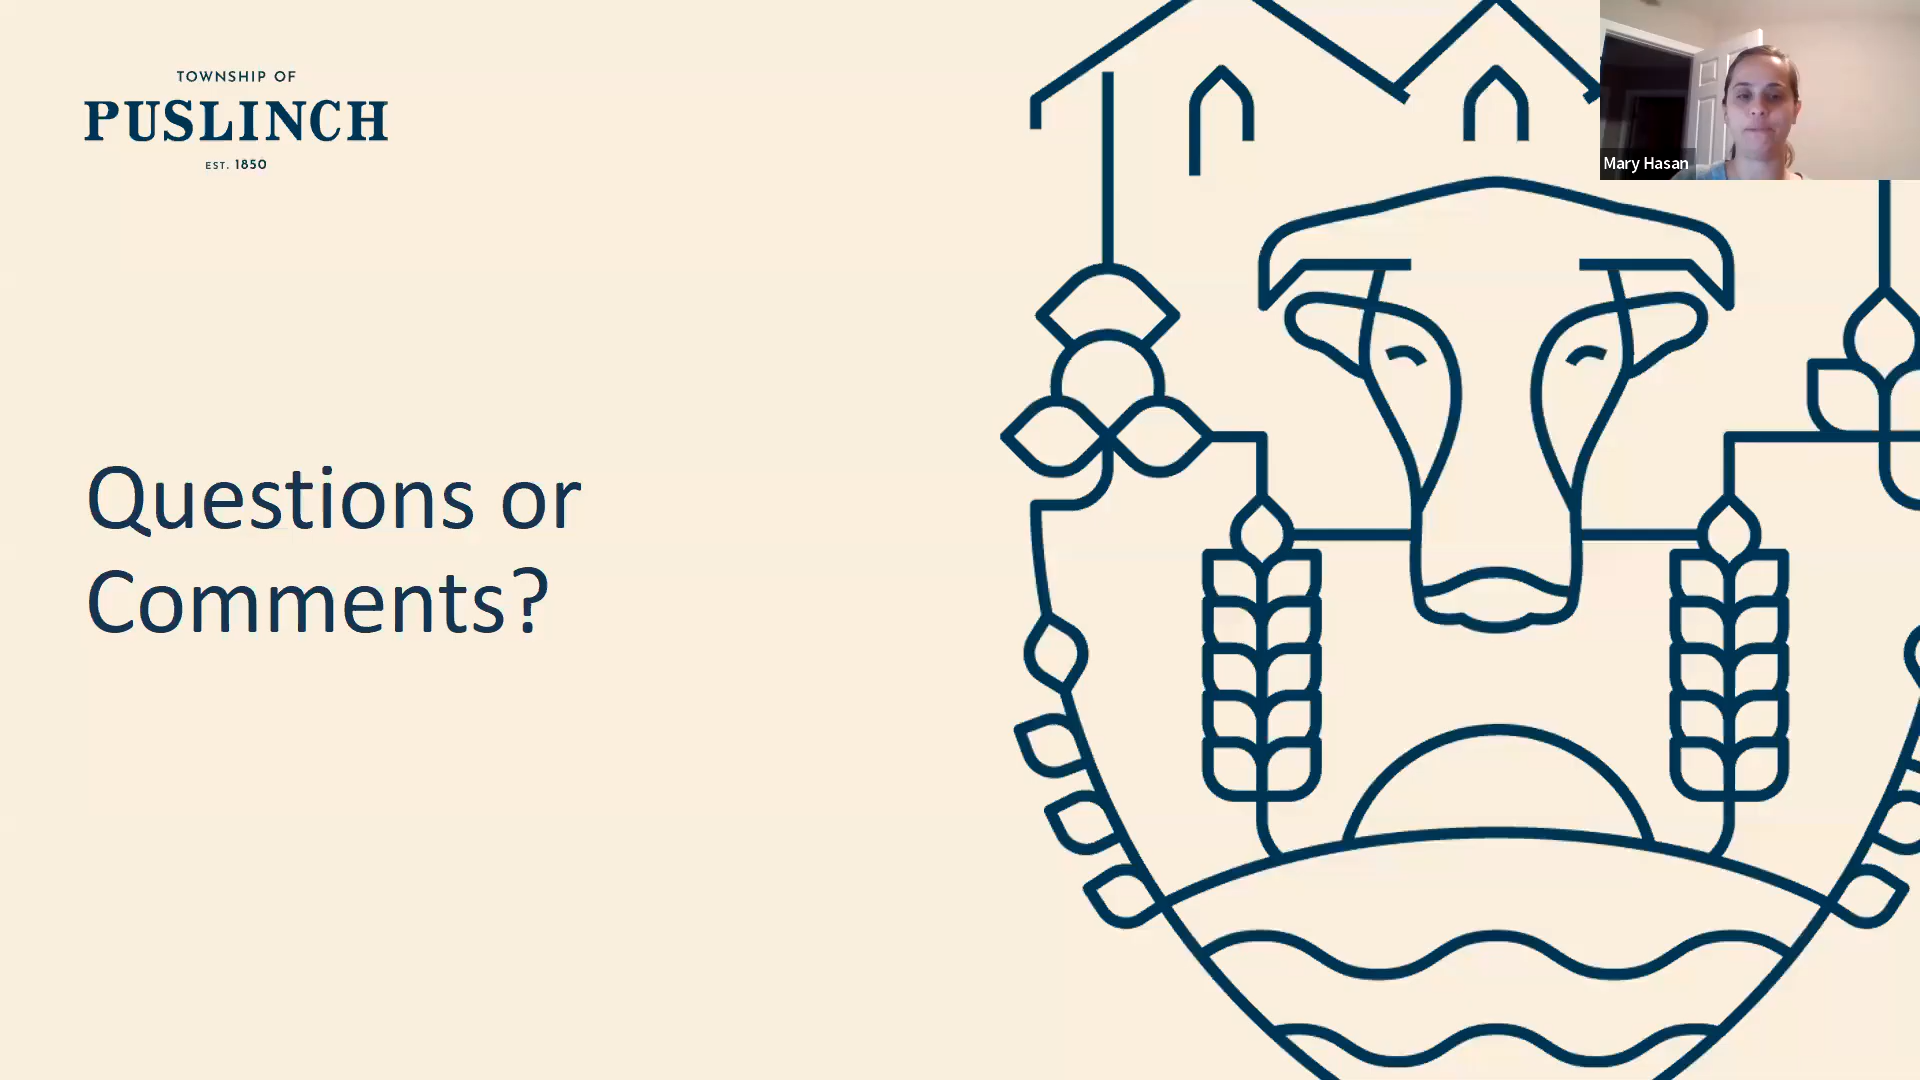 TOWNSHIP OF
PUSLINCH
EST. 1850
Mary Hasan
Questions or
Comments?